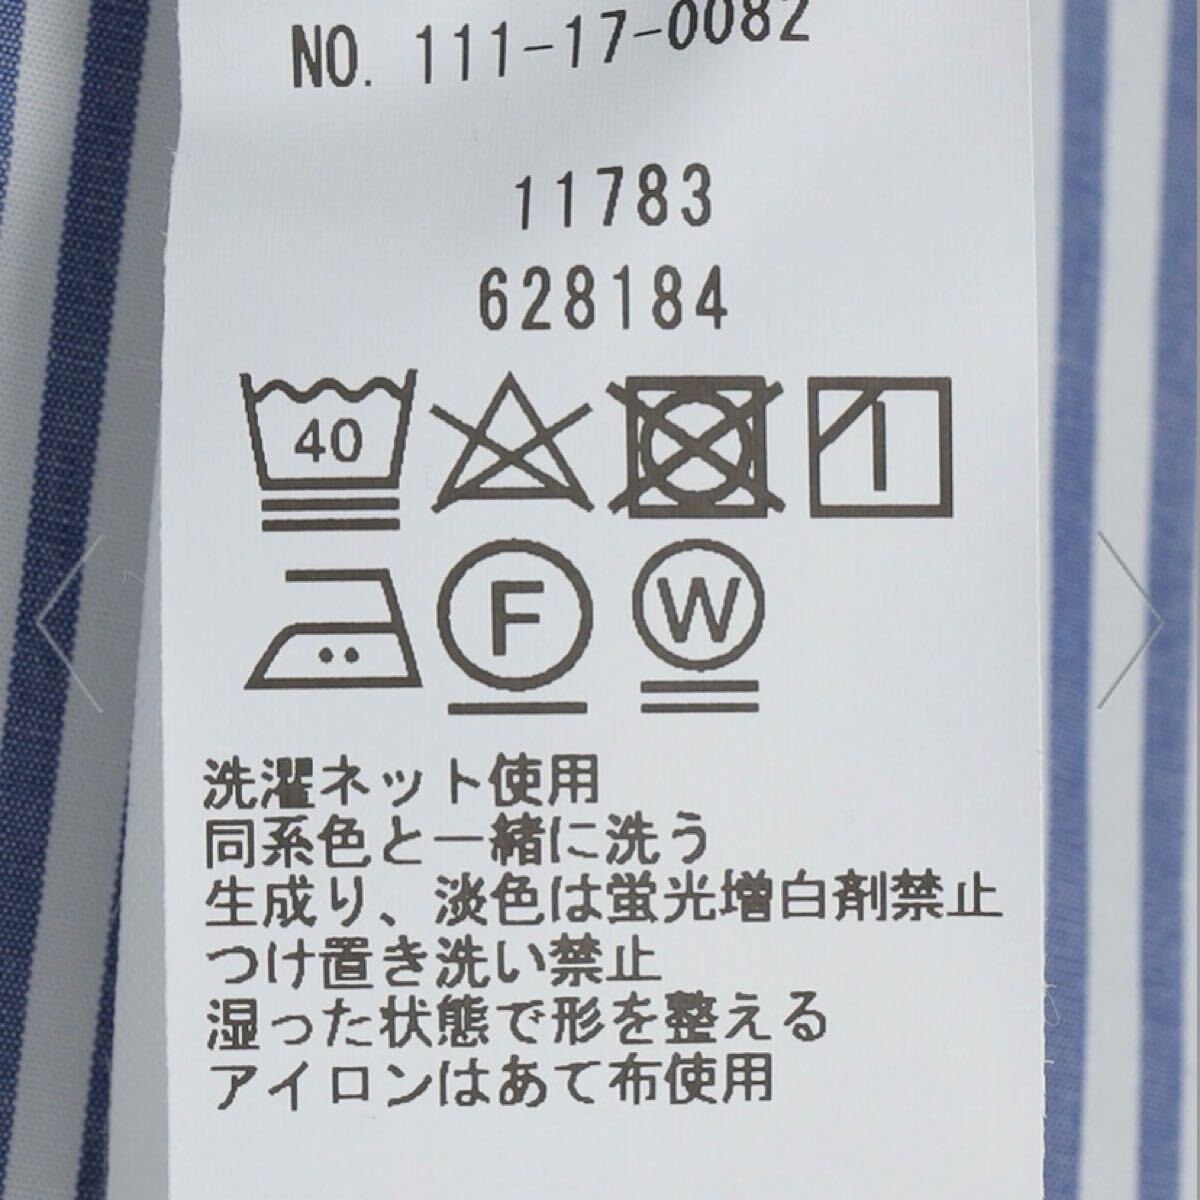 NO. 111-17-0082
11783
628184
40
F
W
洗濯ネット使用
同系色と一緒に洗う
生成り、淡色は蛍光増白剤禁止
つけ置き洗い禁止
湿った状態で形を整える
アイロンはあて布使用